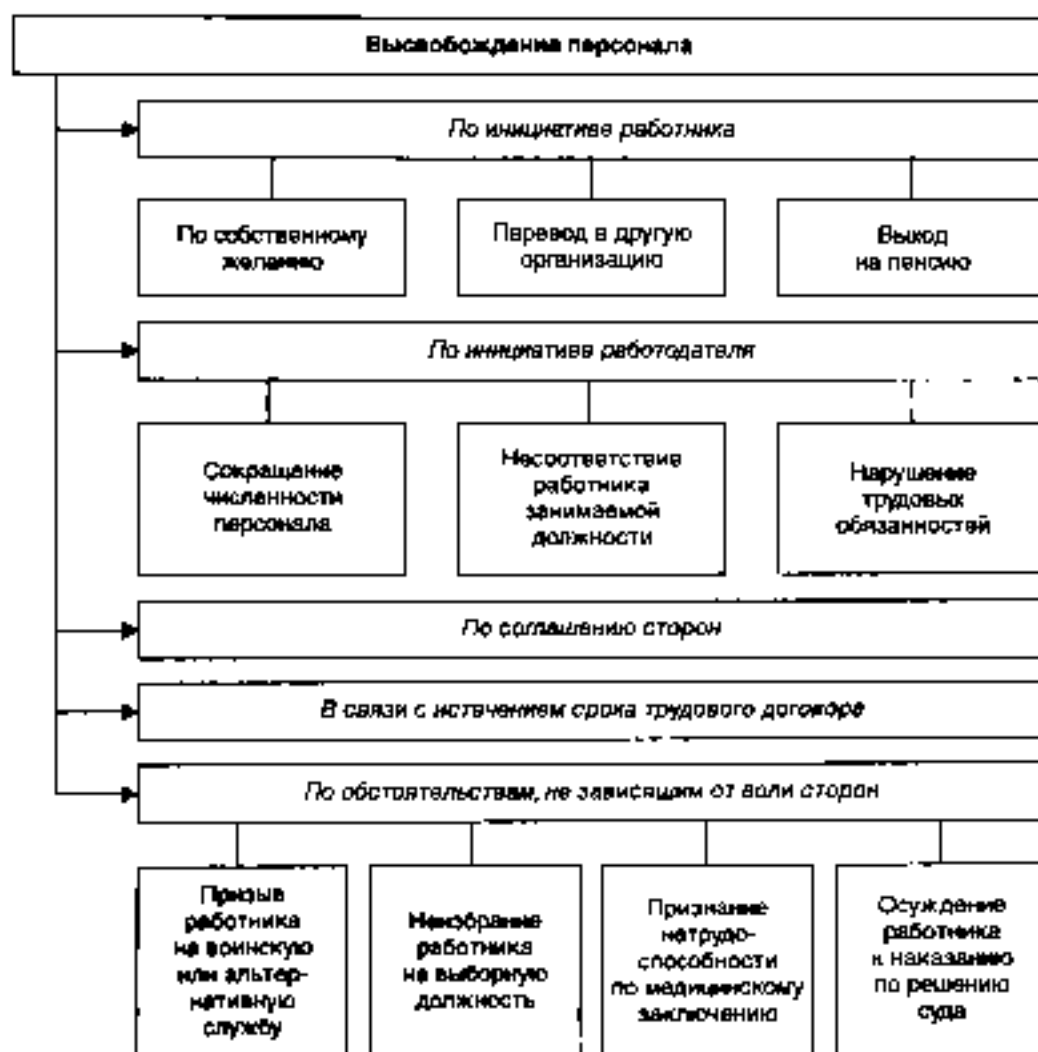 Высвобождение персонала
По инициативе работника
По собственному
желанию
Перевод в другую
организацию
Выход
на пенсию
По инициативе работодателя
Сокращение
численности
персонала
Несоответствие
работника
занимаемой
должности
Нарушение
трудовых
обязанностей
По соглашению сторон
В связи с истечением срока трудового договора
По обстоятельствам, не зависящим от воли сторон
Призыв
работника
на воинскую
или альтер-
нативную
службу
Неизбрание
работника
на выборную
должность
Признание
нетрудо-
способности
по медицинскому
заключению
Осуждение
работника
к наказанию
по решению
суда